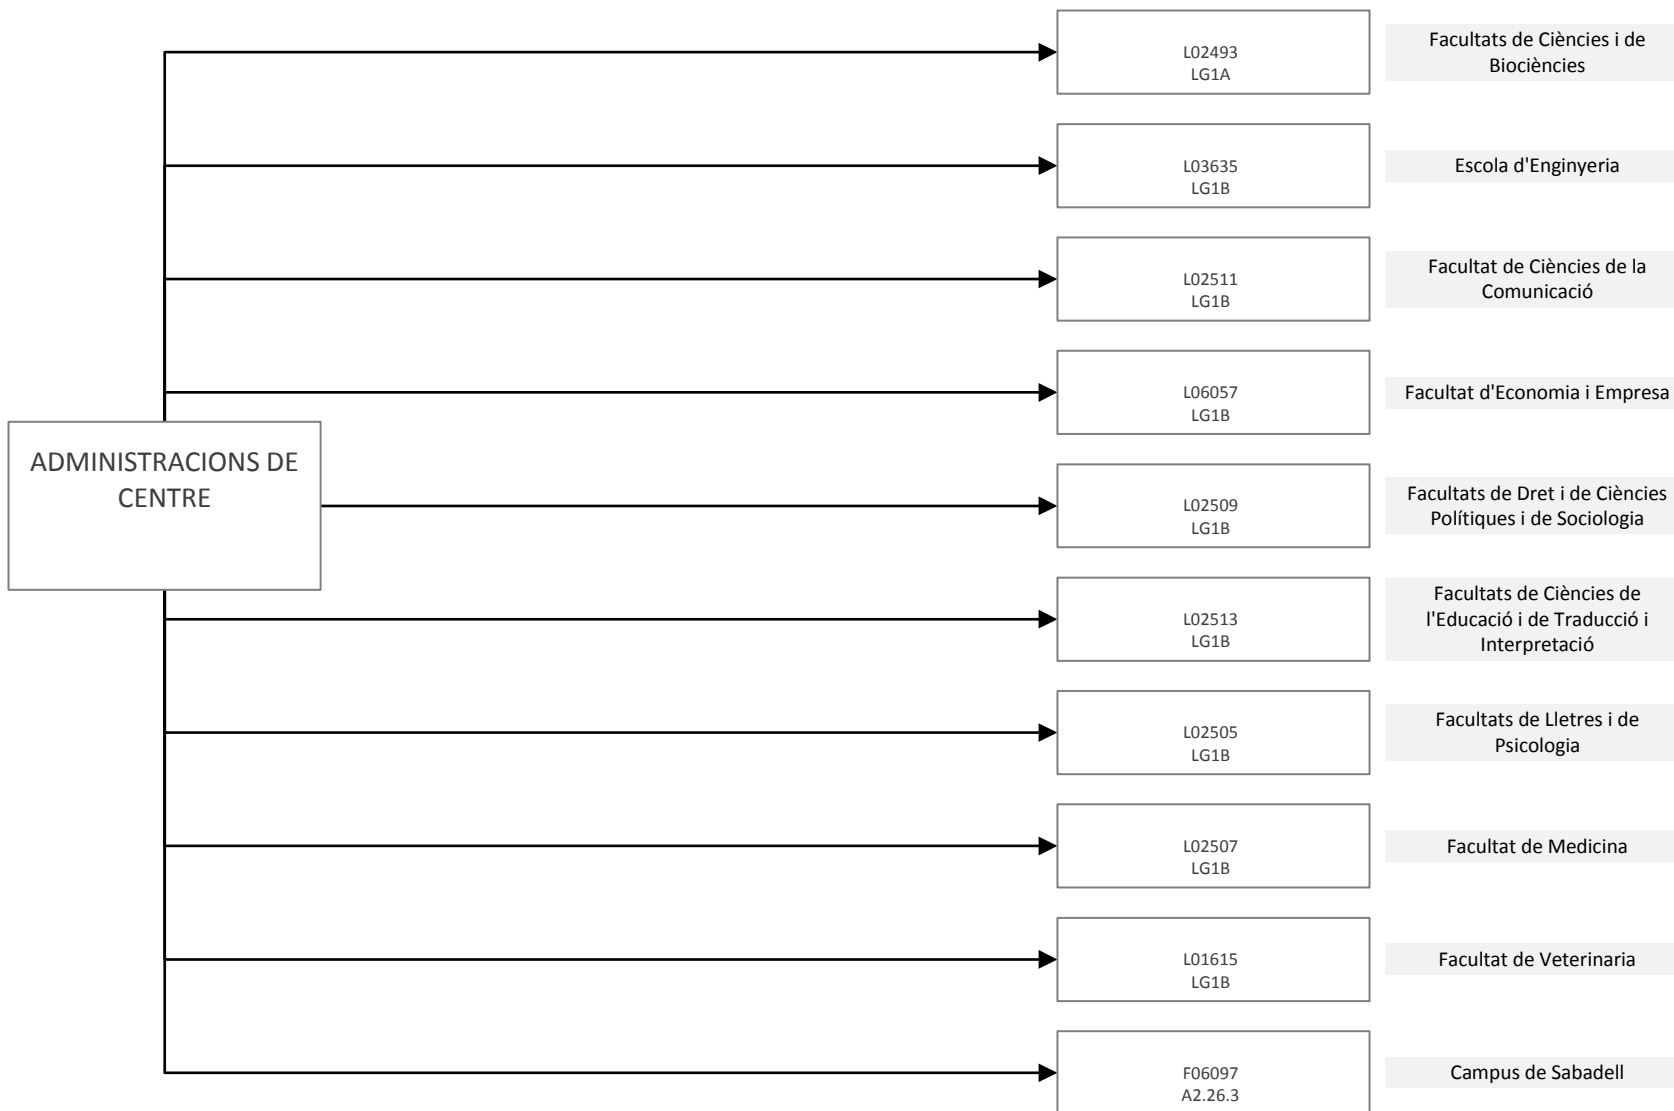 L02493
LG1A
Facultats de Ciències i de
Biociències
L03635
LG1B
Escola d'Enginyeria
L02511
LG1B
Facultat de Ciències de la
Comunicació
L06057
LG1B
Facultat d'Economia i Empresa
ADMINISTRACIONS DE
CENTRE
L02509
LG1B
Facultats de Dret i de Ciències
Polítiques i de Sociologia
L02513
LG1B
Facultats de Ciències de
l'Educació i de Traducció i
Interpretació
L02505
LG1B
Facultats de Lletres i de
Psicologia
L02507
LG1B
Facultat de Medicina
L01615
LG1B
Facultat de Veterinaria
F06097
A2.26.3
Campus de Sabadell